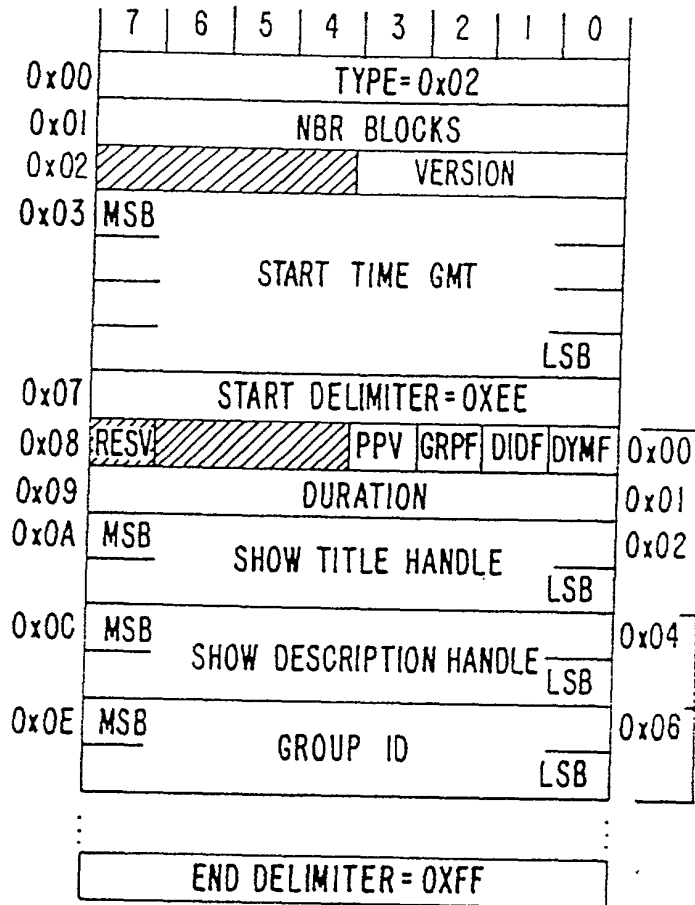 7 6 5 4 3 2 1 0
0x00 TYPE=0x02
0x01 NBR BLOCKS
0x02 VERSION
0x03 MSB
START TIME GMT
LSB
0x07 START DELIMITER=0XEE
0x08 RESV PPV GRPF DIDF DYMF 0x00
0x09 DURATION 0x01
0x0A MSB 0x02
SHOW TITLE HANDLE
LSB
0x0C MSB 0x04
SHOW DESCRIPTION HANDLE
LSB
0x0E MSB 0x06
GROUP ID
LSB
END DELIMITER=0XFF